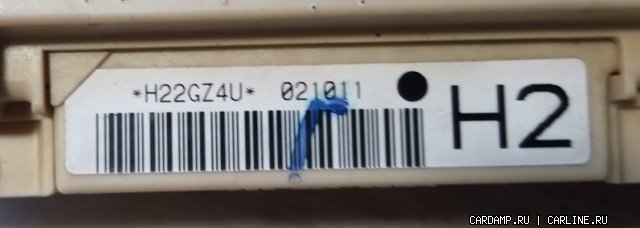 *H22GZ4U* 021011
H2
CARDAMP.RU | CARLINE.RU